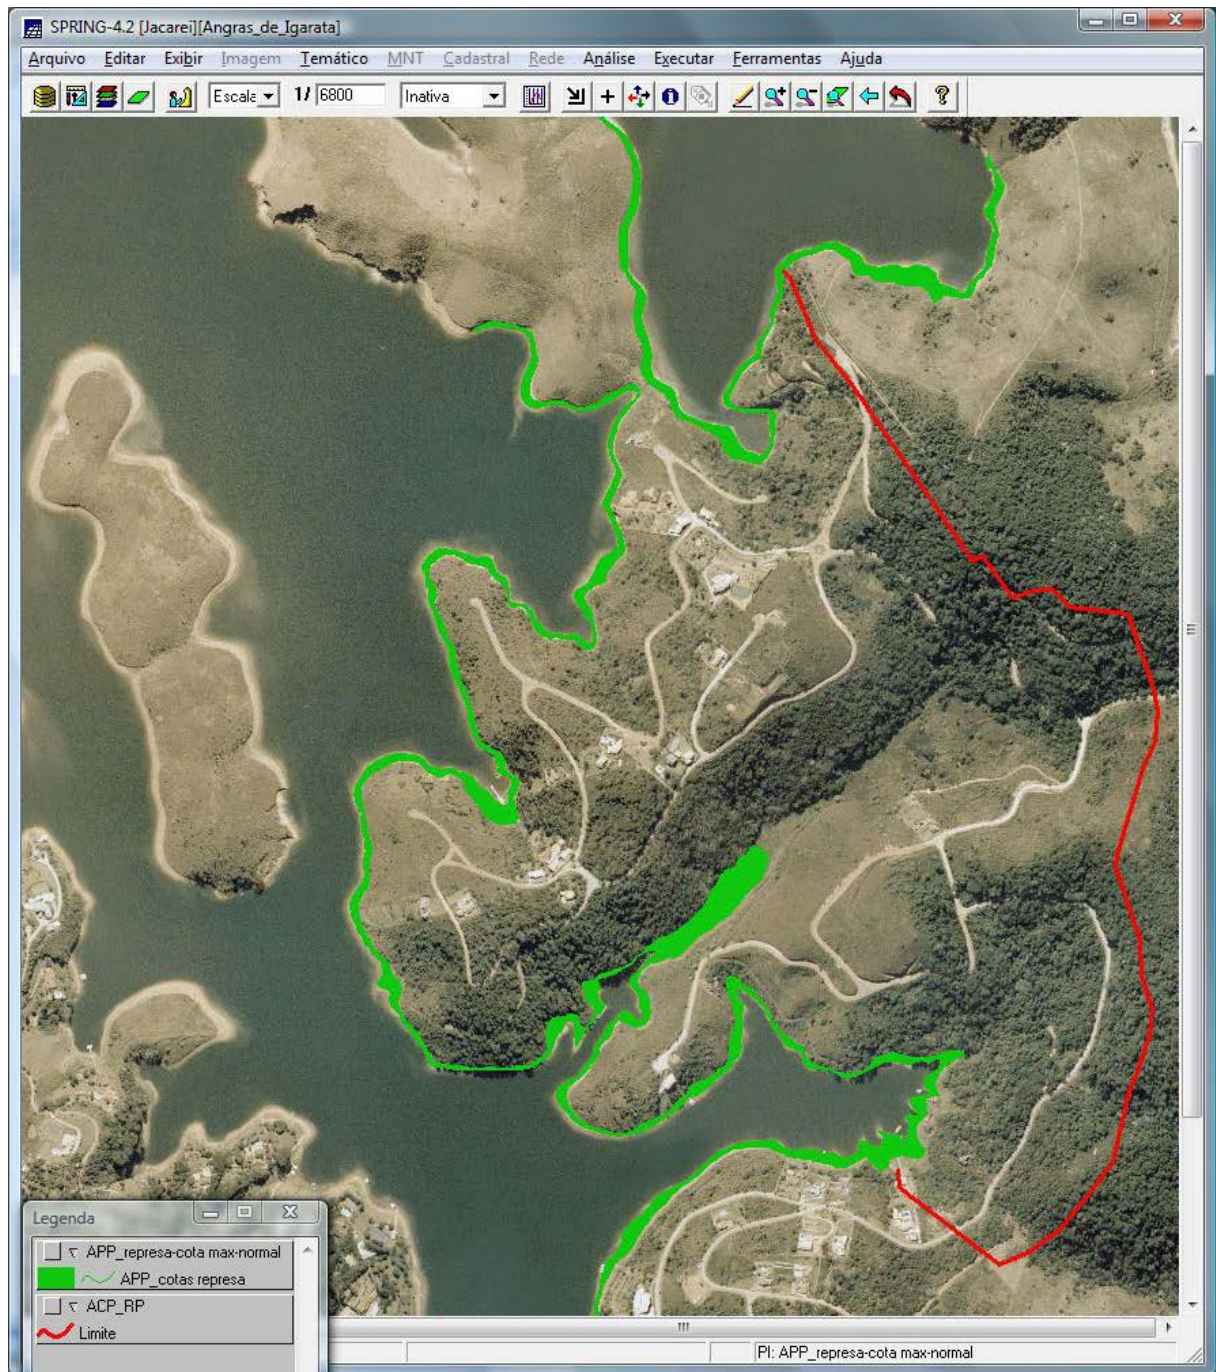 SPRING-4.2 [Jacarei][Angras_de_Igarata]
Arquivo Editar Exibir Imagem Temático MNT Cadastral Rede Análise Executar Ferramentas Ajuda
Escala 1/ 6800 Inativa
Legenda
APP_represa-cota max-normal
APP_cotas represa
ACP_RP
Limite
PI: APP_represa-cota max-normal